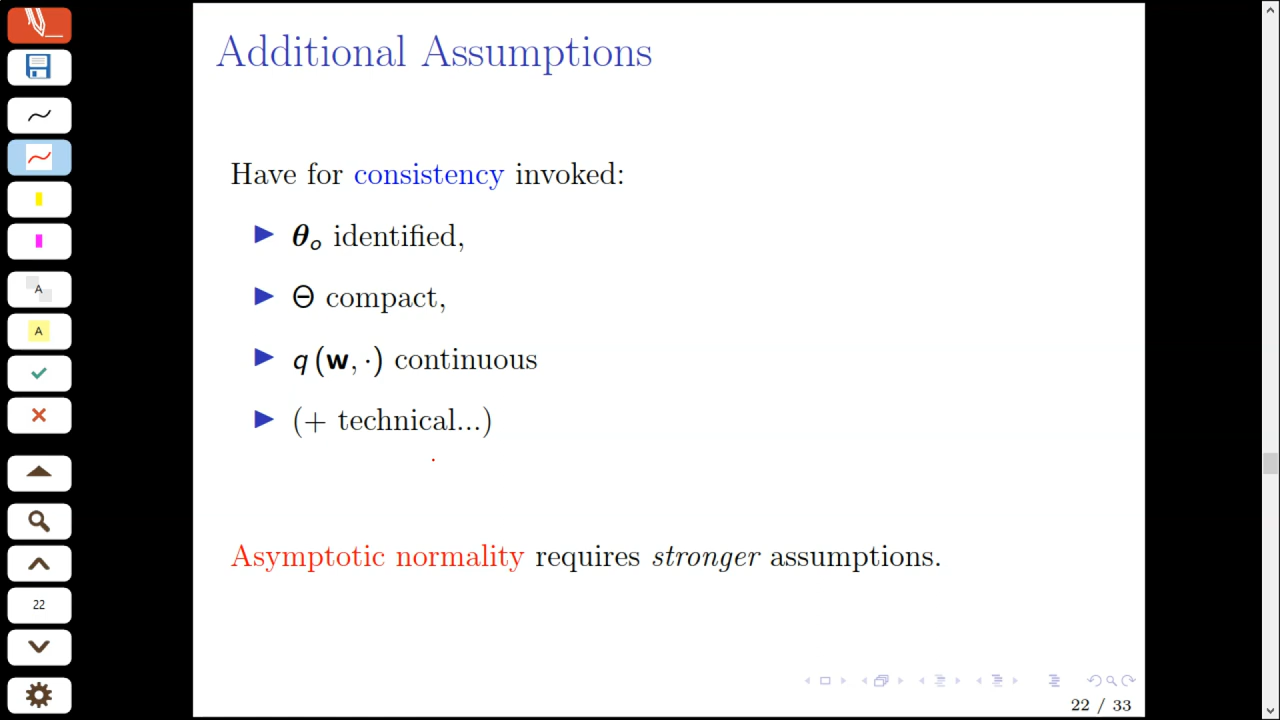 Additional Assumptions
Have for consistency invoked:
▶ θₒ identified,
▶ Θ compact,
▶ q (w, ·) continuous
▶ (+ technical...)
Asymptotic normality requires stronger assumptions.
A
A
22
22 / 33